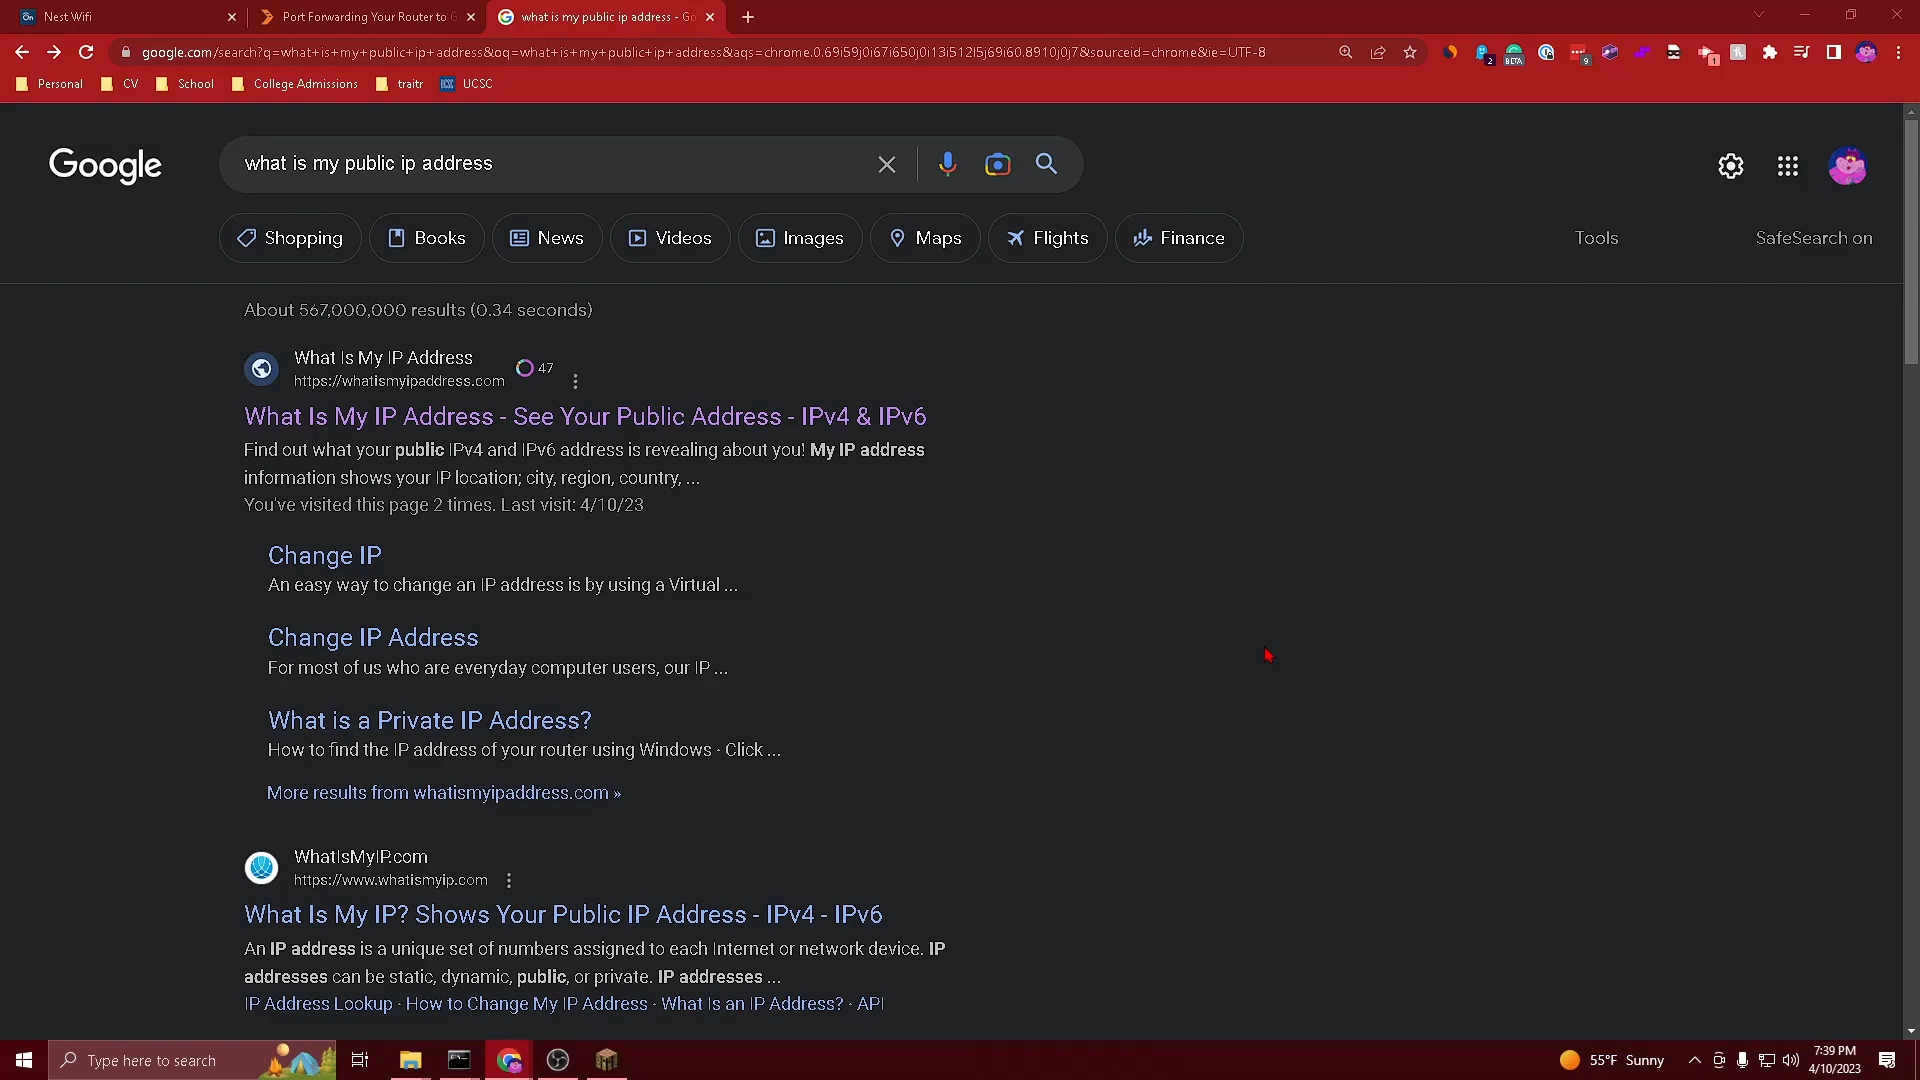 Nest Wifi
Port Forwarding Your Router to G
what is my public ip address - Go
google.com/search?q=what+is+my+public+ip+address&oq=what+is+my+public+ip+address&aqs=chrome.0.69i59j0i67i650j0i13i512l5j69i60.8910j0j7&sourceid=chrome&ie=UTF-8
2
BETA
9
1
Personal
CV
School
College Admissions
traitr
UCSC
Google
what is my public ip address
Shopping
Books
News
Videos
Images
Maps
Flights
Finance
Tools
SafeSearch on
About 567,000,000 results (0.34 seconds)
What Is My IP Address
https://whatismyipaddress.com
47
What Is My IP Address - See Your Public Address - IPv4 & IPv6
Find out what your public IPv4 and IPv6 address is revealing about you! My IP address
information shows your IP location; city, region, country, ...
You've visited this page 2 times. Last visit: 4/10/23
Change IP
An easy way to change an IP address is by using a Virtual ...
Change IP Address
For most of us who are everyday computer users, our IP ...
What is a Private IP Address?
How to find the IP address of your router using Windows · Click ...
More results from whatismyipaddress.com »
WhatIsMyIP.com
https://www.whatismyip.com
What Is My IP? Shows Your Public IP Address - IPv4 - IPv6
An IP address is a unique set of numbers assigned to each Internet or network device. IP
addresses can be static, dynamic, public, or private. IP addresses ...
IP Address Lookup · How to Change My IP Address · What Is an IP Address? · API
Type here to search
55°F Sunny
7:39 PM
4/10/2023